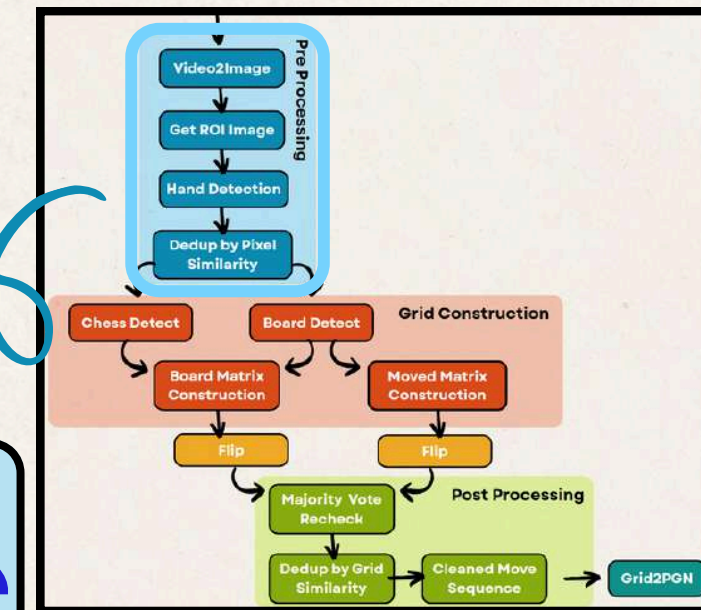 Pre Processing
Video2Image
Get ROI Image
Hand Detection
Dedup by Pixel
Similarity
Grid Construction
Chess Detect
Board Detect
Board Matrix
Construction
Moved Matrix
Construction
Flip
Flip
Post Processing
Majority Vote
Recheck
Dedup by Grid
Similarity
Cleaned Move
Sequence
Grid2PGN